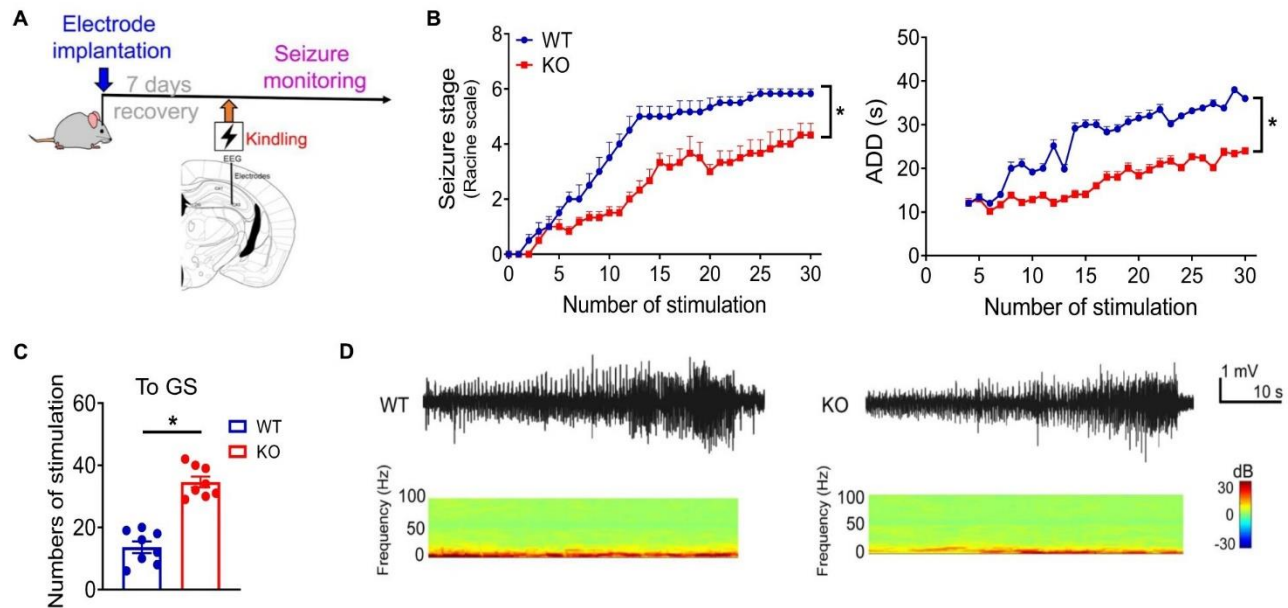 A
Electrode
implantation
7 days
recovery
Seizure
monitoring
Kindling
EEG
Electrodes
B
Seizure stage
(Racine scale)
6
4
2
0
WT
KO
*
0 5 10 15 20 25 30
Number of stimulation
ADD (s)
50
40
30
20
10
0
*
0 5 10 15 20 25 30
Number of stimulation
C
To GS
Numbers of stimulation
60
40
20
0
*
WT
KO
D
WT
KO
1 mV
10 s
Frequency (Hz)
100
50
0
Frequency (Hz)
100
50
0
dB
30
0
-30